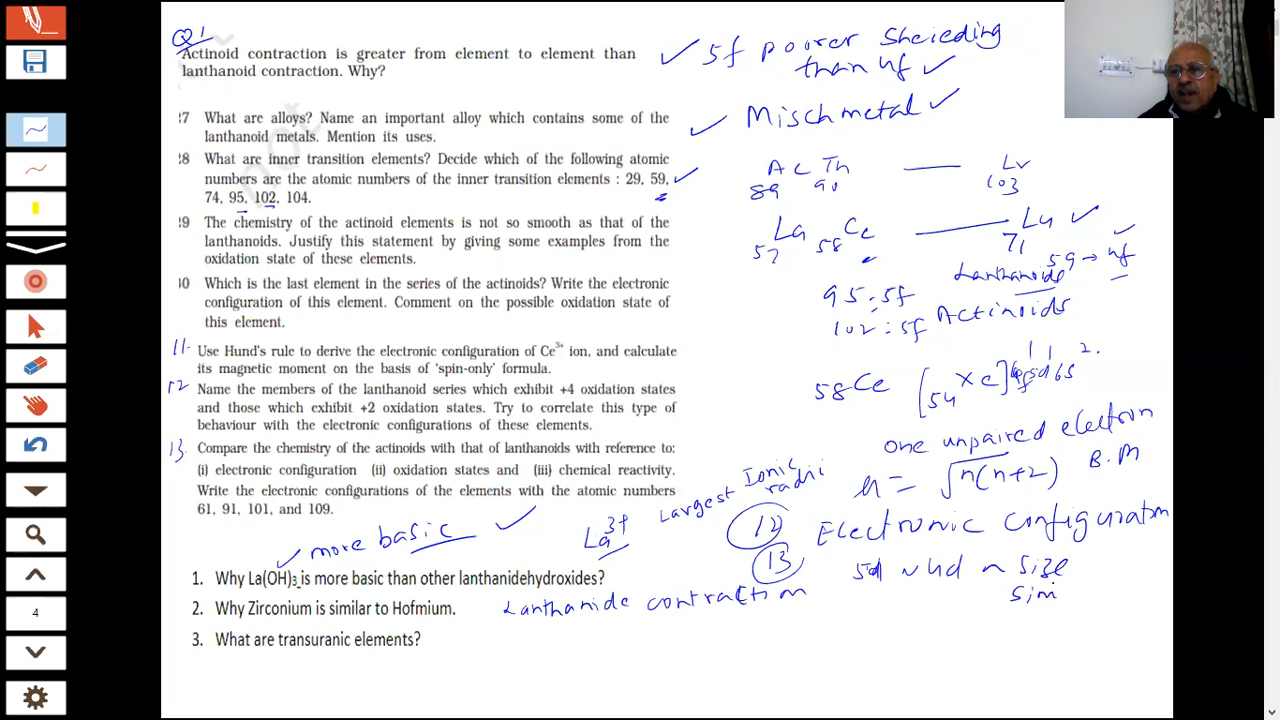 Q1
Actinoid contraction is greater from element to element than
lanthanoid contraction. Why?
✓ 5f poorer sheieding
than 4f ✓
27 What are alloys? Name an important alloy which contains some of the
lanthanoid metals. Mention its uses.
✓ Mischmetal ✓
28 What are inner transition elements? Decide which of the following atomic
numbers are the atomic numbers of the inner transition elements : 29, 59,
74, 95, 102, 104.
Ac Th — Lr
89 90 103
29 The chemistry of the actinoid elements is not so smooth as that of the
lanthanoids. Justify this statement by giving some examples from the
oxidation state of these elements.
La Ce — Lu ✓
57 58 71
59 → 4f
Lanthanoids
30 Which is the last element in the series of the actinoids? Write the electronic
configuration of this element. Comment on the possible oxidation state of
this element.
95 : 5f
102 : 5f Actinoids
11. Use Hund's rule to derive the electronic configuration of Ce3+ ion, and calculate
its magnetic moment on the basis of 'spin-only' formula.
58Ce [54Xe] 4f1 5d1 6s2.
12 Name the members of the lanthanoid series which exhibit +4 oxidation states
and those which exhibit +2 oxidation states. Try to correlate this type of
behaviour with the electronic configurations of these elements.
one unpaired electron
13. Compare the chemistry of the actinoids with that of lanthanoids with reference to:
(i) electronic configuration (ii) oxidation states and (iii) chemical reactivity.
Write the electronic configurations of the elements with the atomic numbers
61, 91, 101, and 109.
= √n(n+2) B.M
Largest Ionic
radii
12 Electronic configuraton
13 5d ~ 4d ~ size
sim
✓ more basic ✓
La3+
1. Why La(OH)3 is more basic than other lanthanidehydroxides?
2. Why Zirconium is similar to Hofmium.
Lanthanide contraction
3. What are transuranic elements?
4